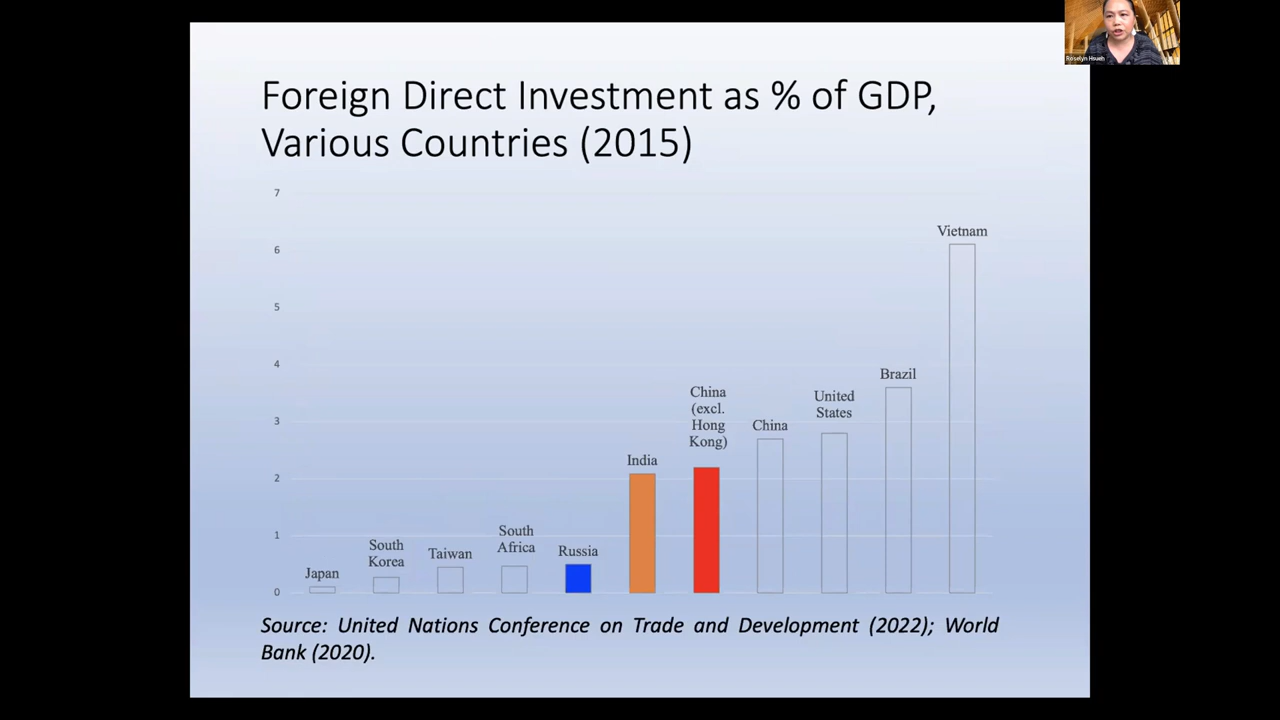 Roselyn Hsueh
Foreign Direct Investment as % of GDP,
Various Countries (2015)
7
6
5
4
3
2
1
0
Japan
South
Korea
Taiwan
South
Africa
Russia
India
China
(excl.
Hong
Kong)
China
United
States
Brazil
Vietnam
Source: United Nations Conference on Trade and Development (2022); World
Bank (2020).